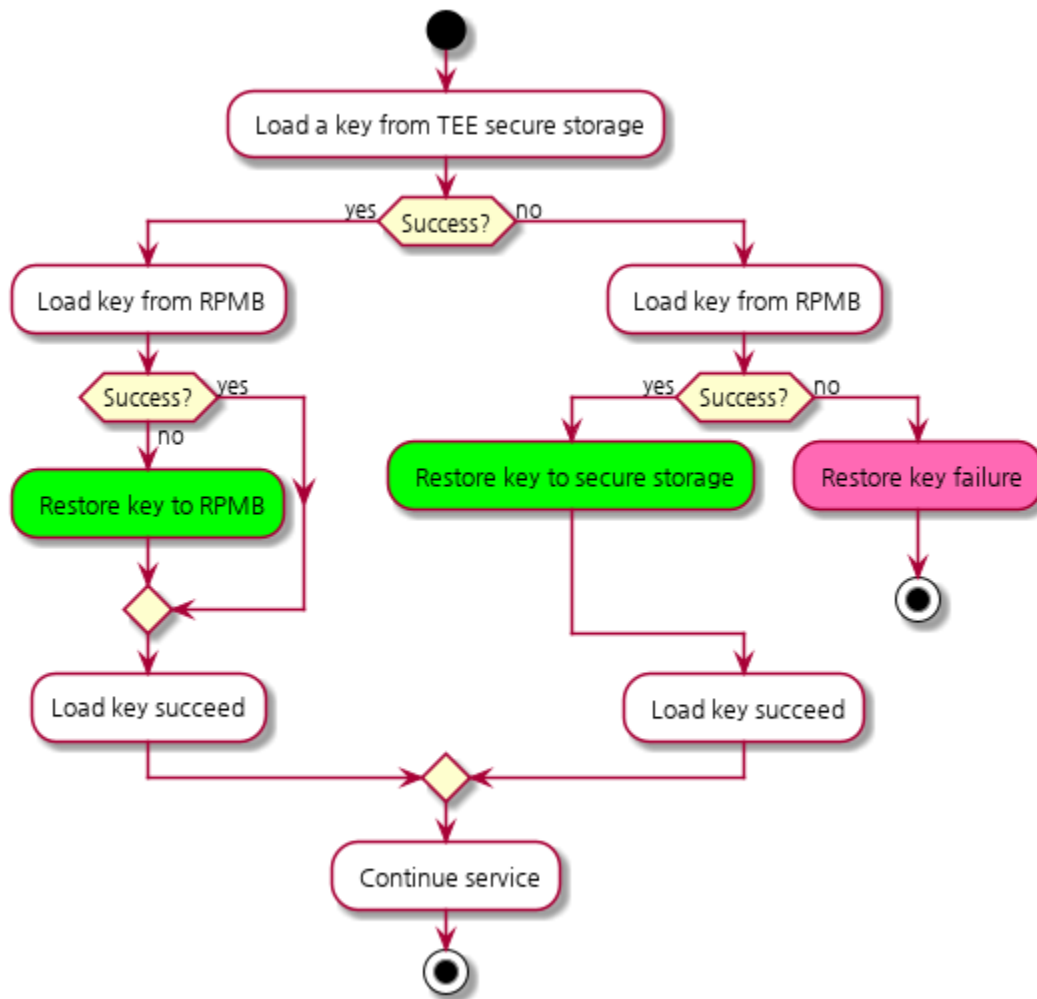 Load a key from TEE secure storage
yes
Success?
no
Load key from RPMB
Load key from RPMB
Success?
yes
yes
Success?
no
no
Restore key to RPMB
Restore key to secure storage
Restore key failure
Load key succeed
Load key succeed
Continue service